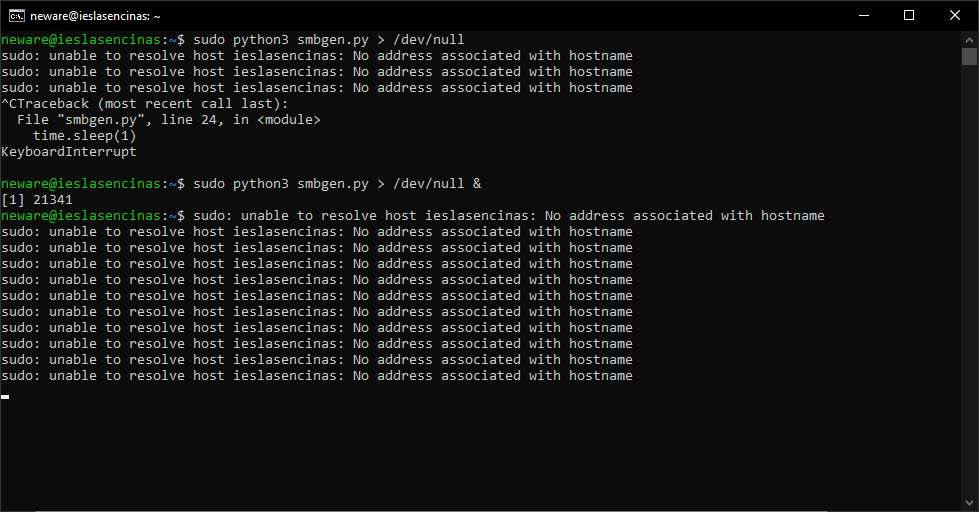 neware@ieslasencinas: ~
neware@ieslasencinas:~$ sudo python3 smbgen.py > /dev/null
sudo: unable to resolve host ieslasencinas: No address associated with hostname
sudo: unable to resolve host ieslasencinas: No address associated with hostname
sudo: unable to resolve host ieslasencinas: No address associated with hostname
^CTraceback (most recent call last):
  File "smbgen.py", line 24, in <module>
    time.sleep(1)
KeyboardInterrupt
neware@ieslasencinas:~$ sudo python3 smbgen.py > /dev/null &
[1] 21341
neware@ieslasencinas:~$ sudo: unable to resolve host ieslasencinas: No address associated with hostname
sudo: unable to resolve host ieslasencinas: No address associated with hostname
sudo: unable to resolve host ieslasencinas: No address associated with hostname
sudo: unable to resolve host ieslasencinas: No address associated with hostname
sudo: unable to resolve host ieslasencinas: No address associated with hostname
sudo: unable to resolve host ieslasencinas: No address associated with hostname
sudo: unable to resolve host ieslasencinas: No address associated with hostname
sudo: unable to resolve host ieslasencinas: No address associated with hostname
sudo: unable to resolve host ieslasencinas: No address associated with hostname
sudo: unable to resolve host ieslasencinas: No address associated with hostname
sudo: unable to resolve host ieslasencinas: No address associated with hostname